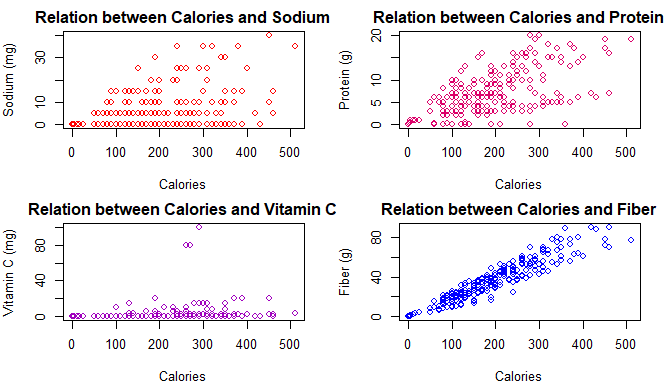 Relation between Calories and Sodium
Sodium (mg)
0 10 30
0 100 200 300 400 500
Calories
Relation between Calories and Protein
Protein (g)
0 5 10 20
0 100 200 300 400 500
Calories
Relation between Calories and Vitamin C
Vitamin C (mg)
0 40 80
0 100 200 300 400 500
Calories
Relation between Calories and Fiber
Fiber (g)
0 40 80
0 100 200 300 400 500
Calories